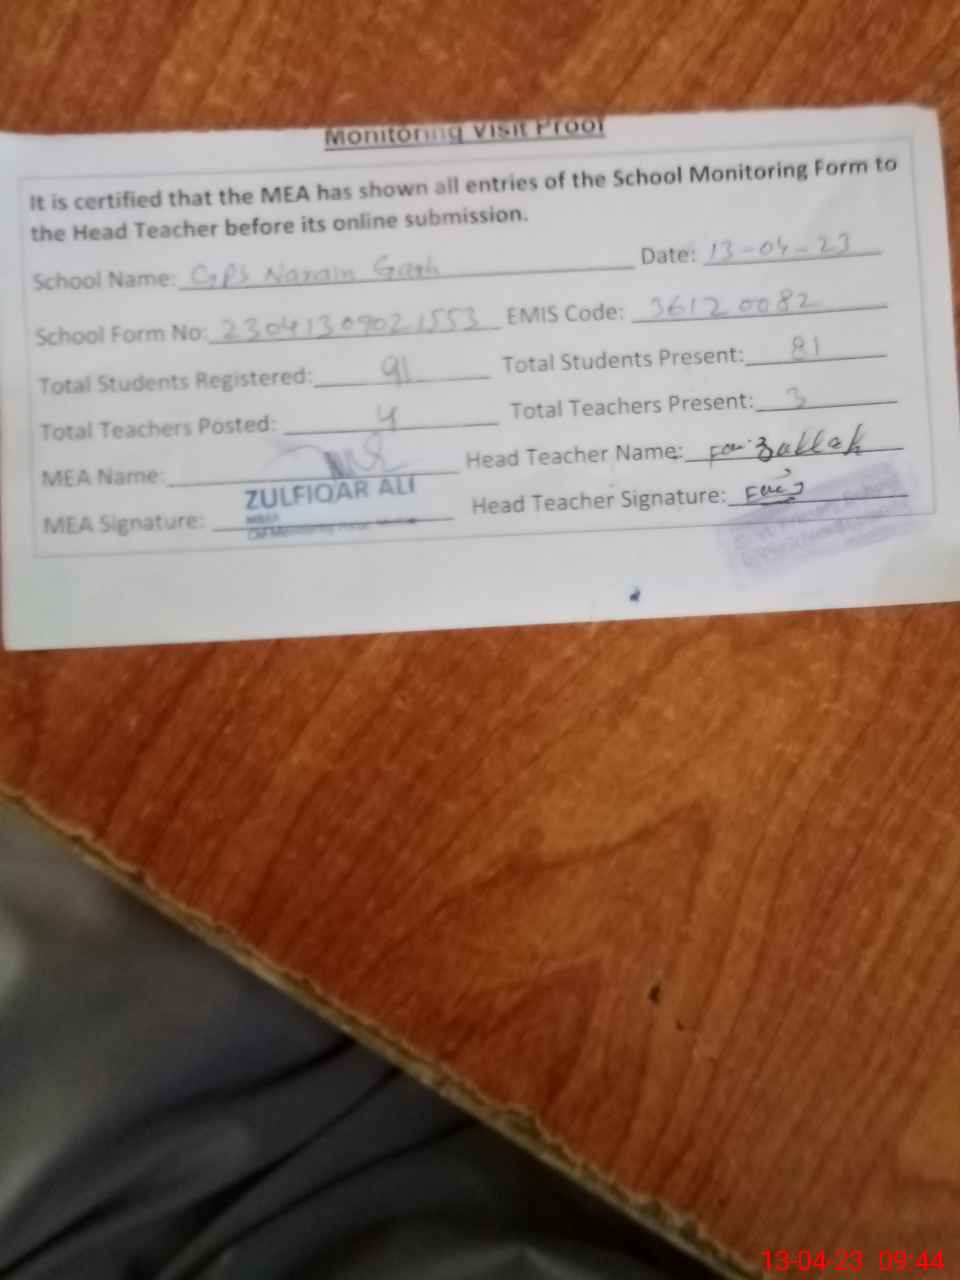 Monitoring Visit Proof
It is certified that the MEA has shown all entries of the School Monitoring Form to
the Head Teacher before its online submission.
School Name: GPS Narain Garh Date: 13-04-23
School Form No: 23041309021553 EMIS Code: 36120082
Total Students Registered: 91 Total Students Present: 81
Total Teachers Posted: 4 Total Teachers Present: 3
MEA Name: Head Teacher Name: Faizullah
ZULFIQAR ALI
MEA Signature: Head Teacher Signature:
MEA
13-04-23 09:44